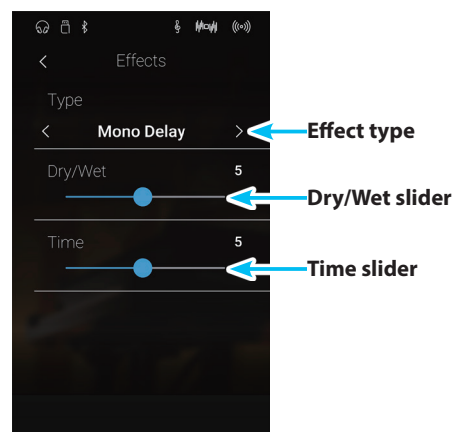 Effects
Type
Mono Delay
Effect type
Dry/Wet 5
Dry/Wet slider
Time 5
Time slider